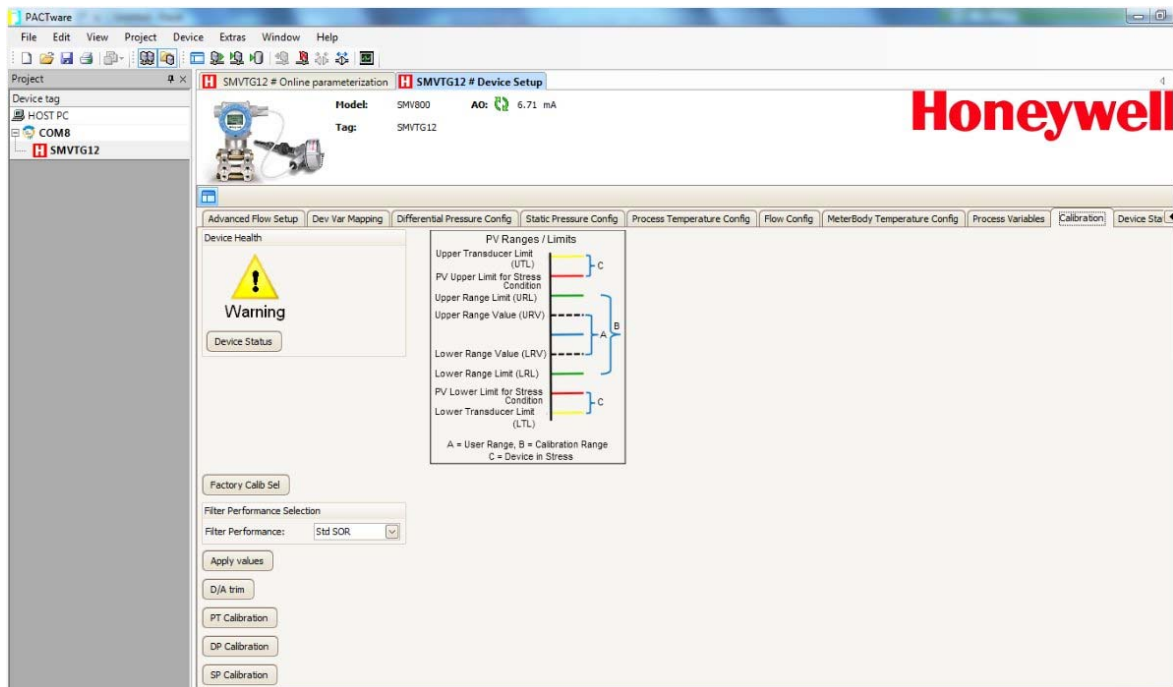 PACTware
File Edit View Project Device Extras Window Help
Project
SMVTG12 # Online parameterization
SMVTG12 # Device Setup
Device tag
HOST PC
COM8
SMVTG12
Model: SMV800 AO: 6.71 mA
Tag: SMVTG12
Honeywell
Advanced Flow Setup Dev Var Mapping Differential Pressure Config Static Pressure Config Process Temperature Config Flow Config MeterBody Temperature Config Process Variables Calibration Device Sta
Device Health
Warning
Device Status
PV Ranges / Limits
Upper Transducer Limit
(UTL)
C
PV Upper Limit for Stress
Condition
Upper Range Limit (URL)
Upper Range Value (URV)
A
B
Lower Range Value (LRV)
Lower Range Limit (LRL)
PV Lower Limit for Stress
Condition
C
Lower Transducer Limit
(LTL)
A = User Range, B = Calibration Range
C = Device in Stress
Factory Calib Sel
Filter Performance Selection
Filter Performance: Std SOR
Apply values
D/A trim
PT Calibration
DP Calibration
SP Calibration